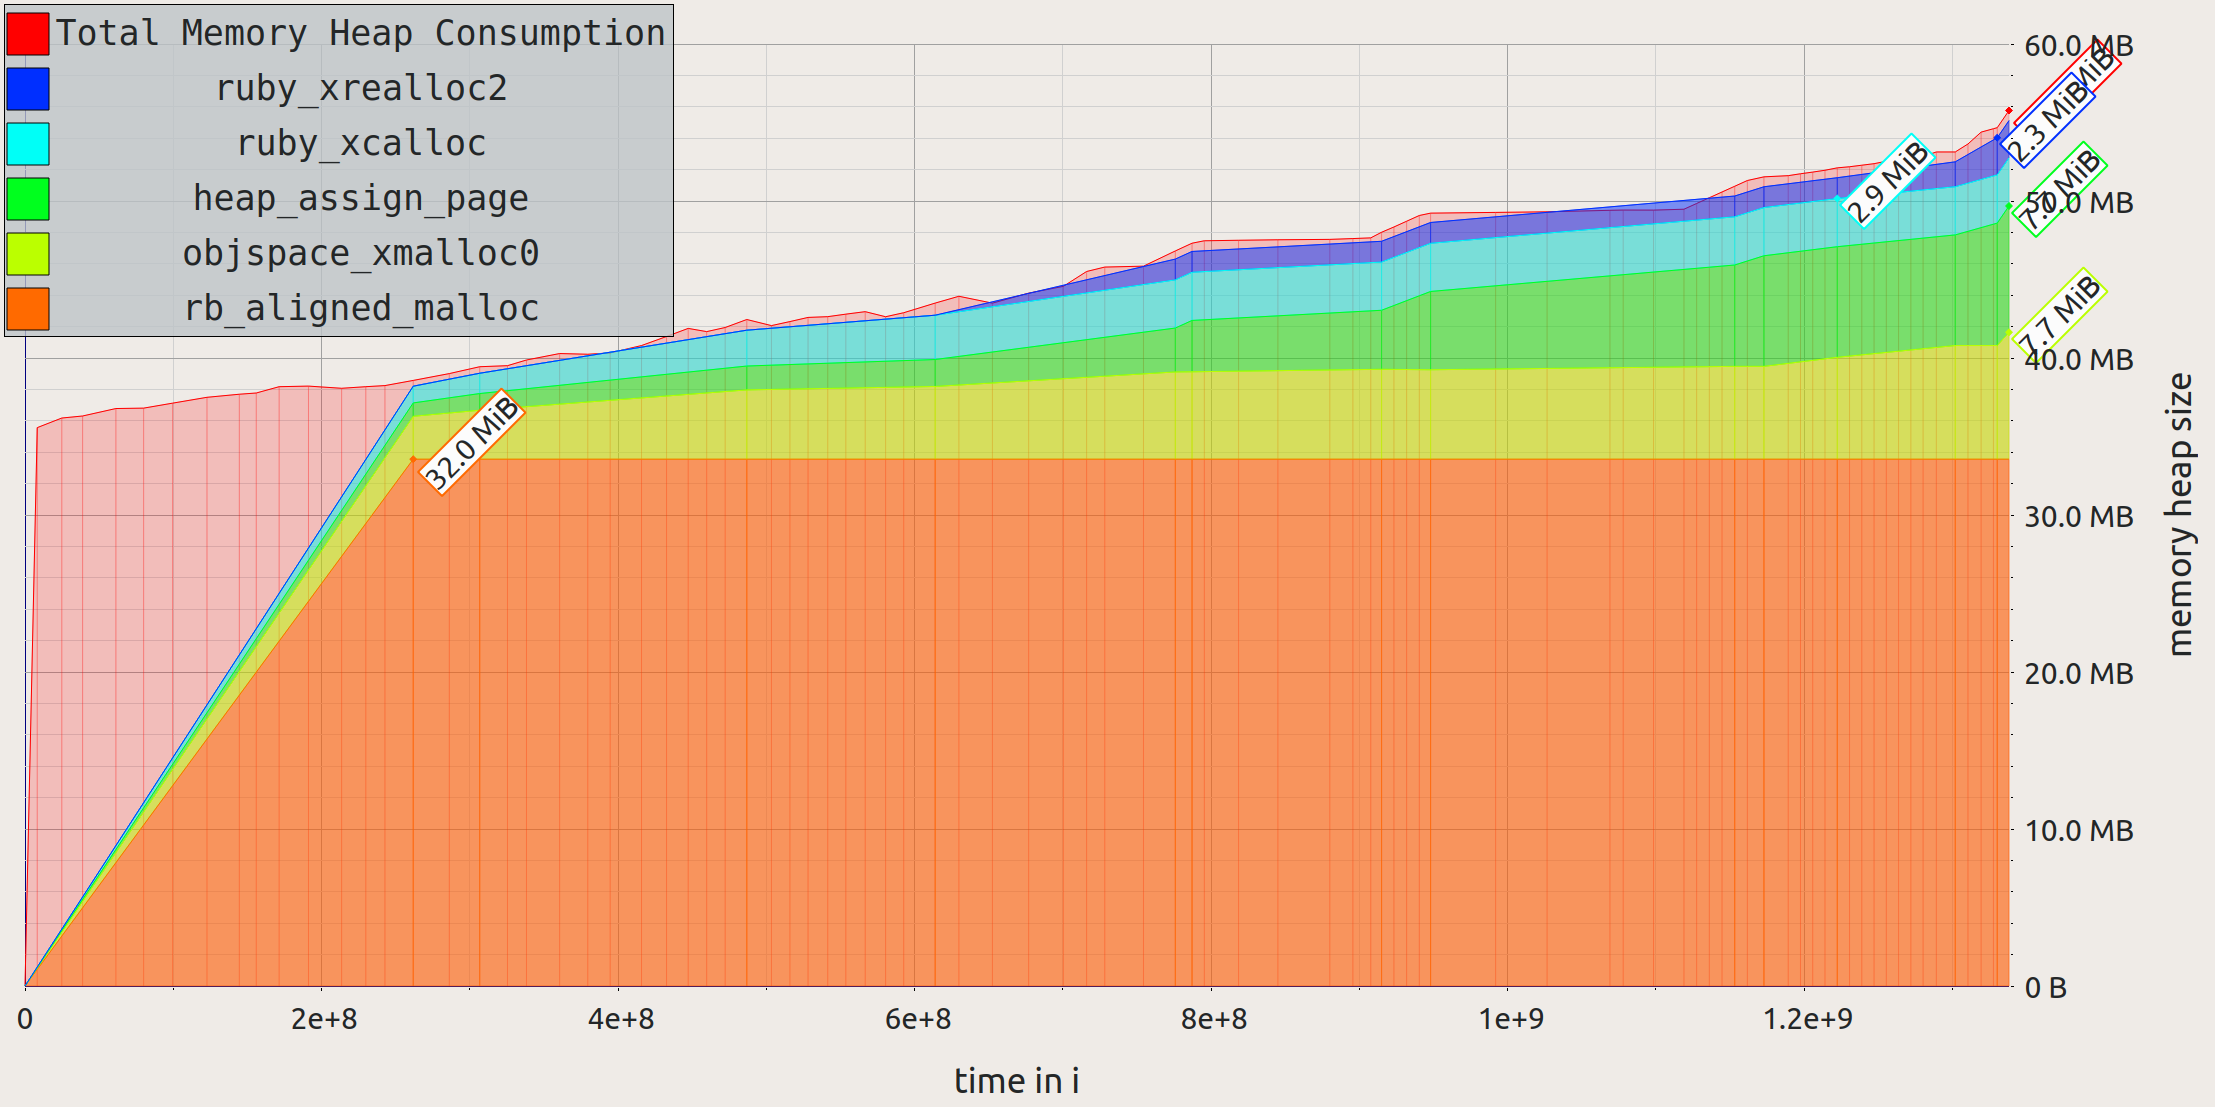 Total Memory Heap Consumption
ruby_xrealloc2
ruby_xcalloc
heap_assign_page
objspace_xmalloc0
rb_aligned_malloc
60.0 MB
MiB
2.3 MiB
2.9 MiB
MiB
50.0 MB
7.7 MiB
40.0 MB
32.0 MiB
30.0 MB
20.0 MB
10.0 MB
0 B
memory heap size
0
2e+8
4e+8
6e+8
8e+8
1e+9
1.2e+9
time in i